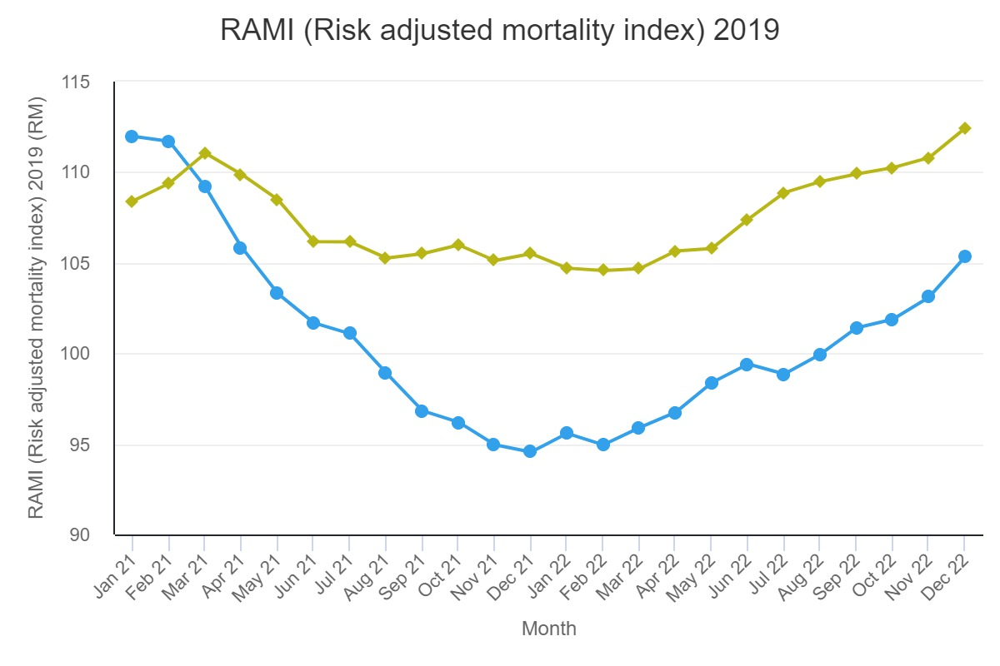 RAMI (Risk adjusted mortality index) 2019
RAMI (Risk adjusted mortality index) 2019 (RM)
115
110
105
100
95
90
Jan 21
Feb 21
Mar 21
Apr 21
May 21
Jun 21
Jul 21
Aug 21
Sep 21
Oct 21
Nov 21
Dec 21
Jan 22
Feb 22
Mar 22
Apr 22
May 22
Jun 22
Jul 22
Aug 22
Sep 22
Oct 22
Nov 22
Dec 22
Month